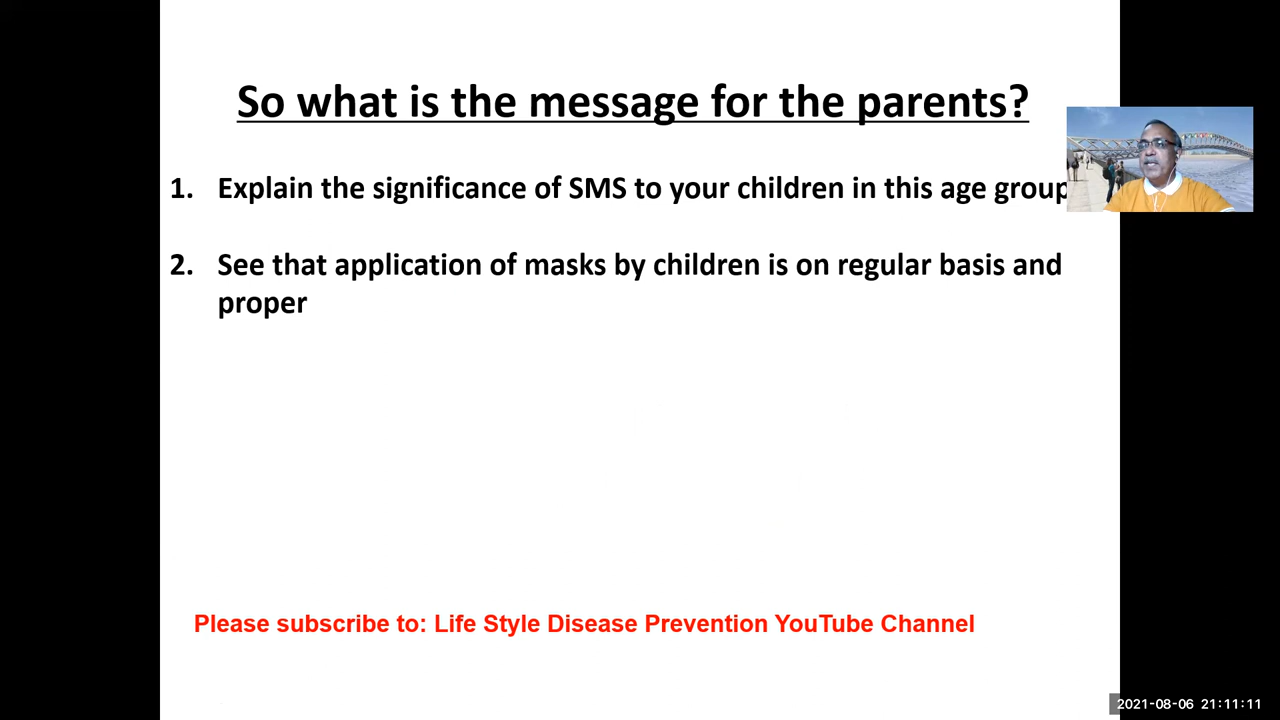 So what is the message for the parents?
1. Explain the significance of SMS to your children in this age group
2. See that application of masks by children is on regular basis and
proper
Please subscribe to: Life Style Disease Prevention YouTube Channel
2021-08-06 21:11:11